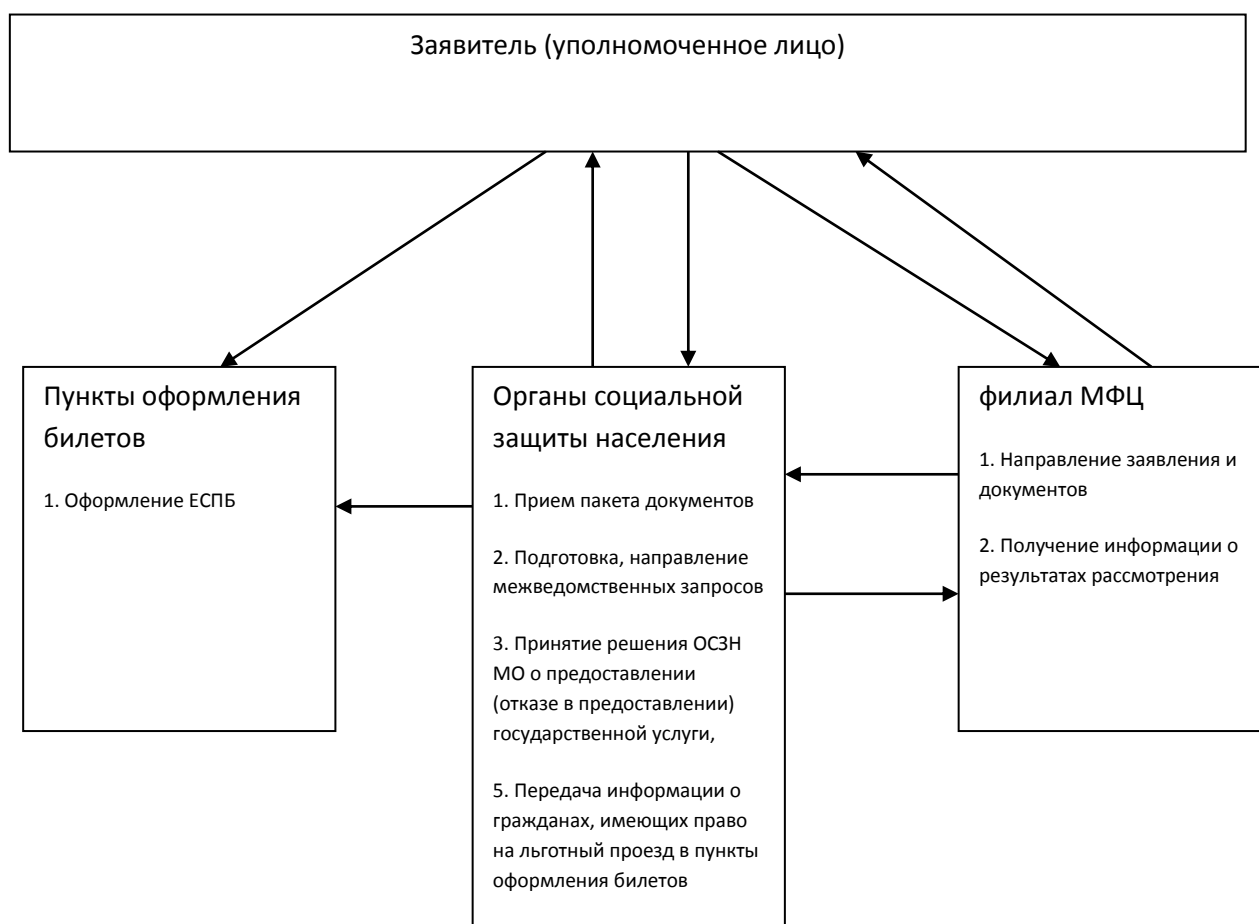 Заявитель (уполномоченное лицо)
Пункты оформления
билетов
1. Оформление ЕСПБ
Органы социальной
защиты населения
1. Прием пакета документов
2. Подготовка, направление
межведомственных запросов
3. Принятие решения ОСЗН
МО о предоставлении
(отказе в предоставлении)
государственной услуги,
5. Передача информации о
гражданах, имеющих право
на льготный проезд в пункты
оформления билетов
филиал МФЦ
1. Направление заявления и
документов
2. Получение информации о
результатах рассмотрения